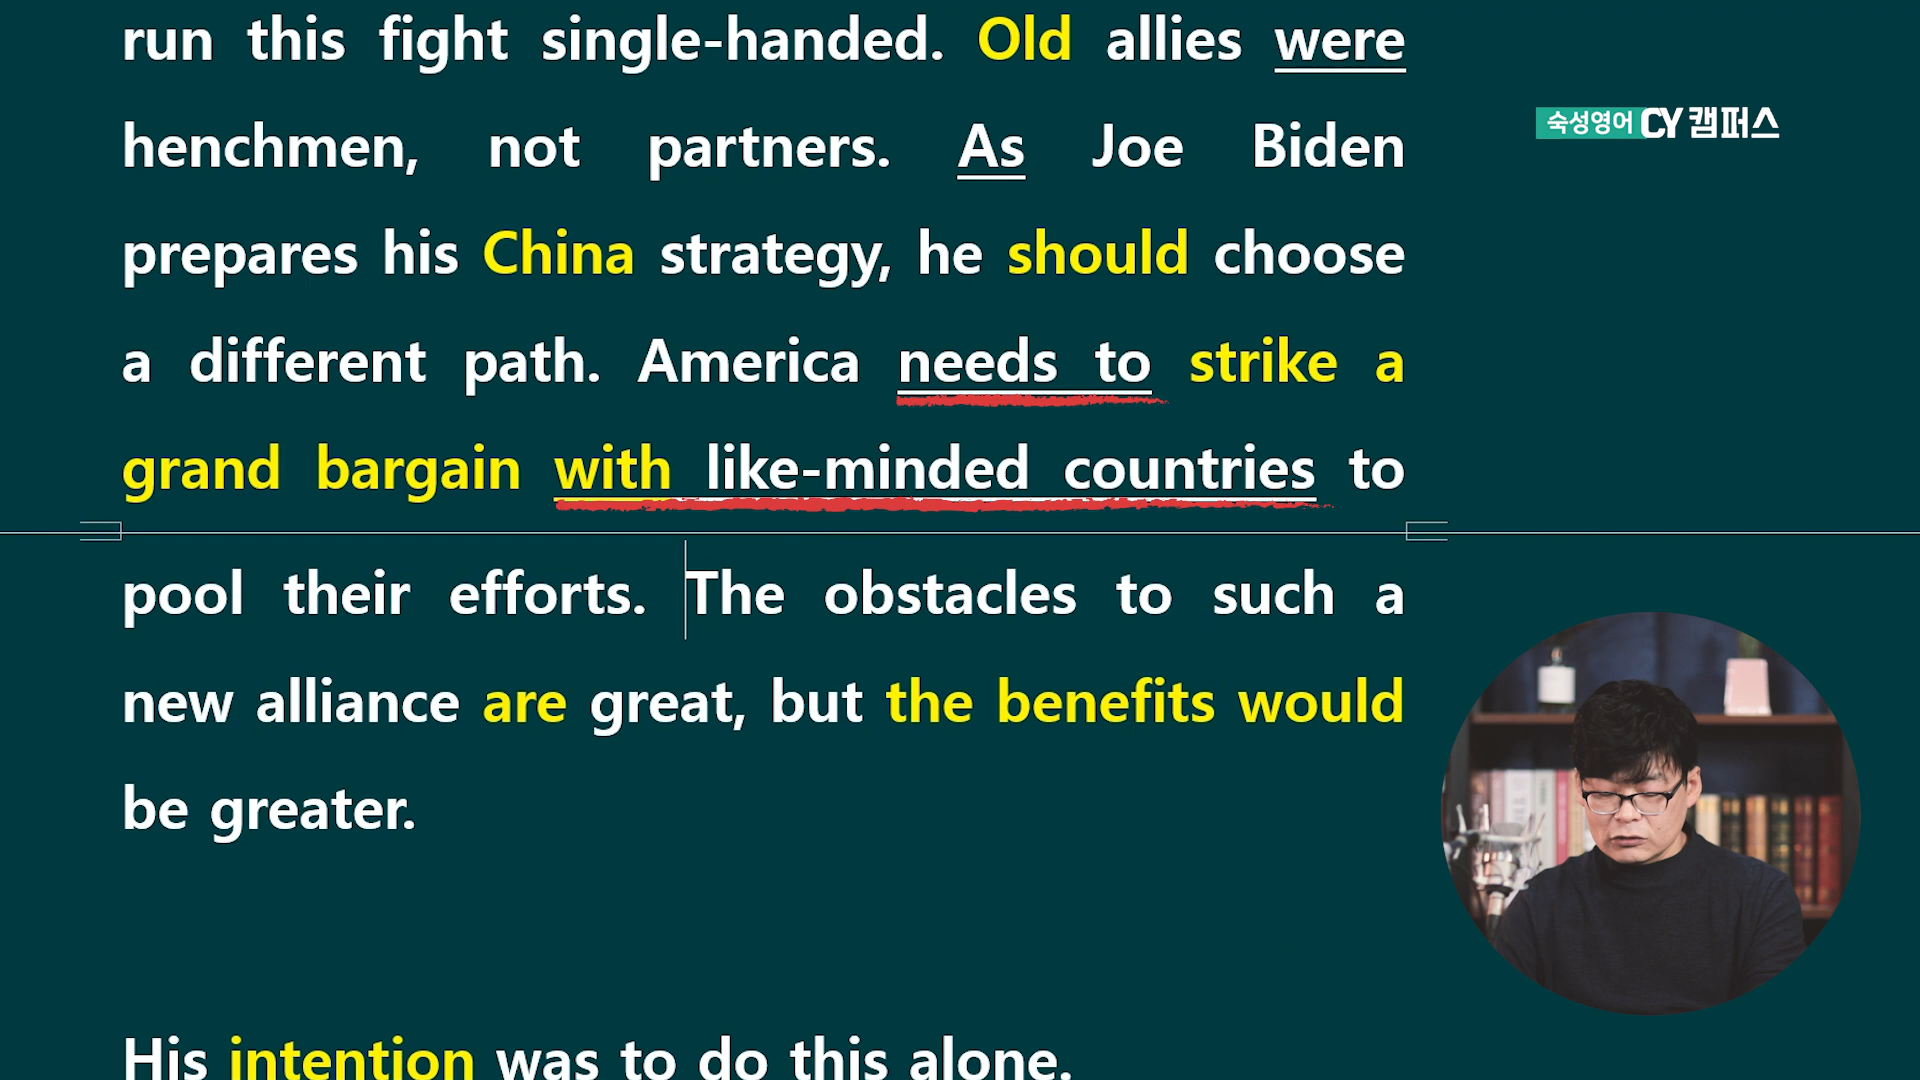 run this fight single-handed. Old allies were
henchmen, not partners. As Joe Biden
prepares his China strategy, he should choose
a different path. America needs to strike a
grand bargain with like-minded countries to
pool their efforts. The obstacles to such a
new alliance are great, but the benefits would
be greater.
His intention was to do this alone.
숙성영어 CY캠퍼스